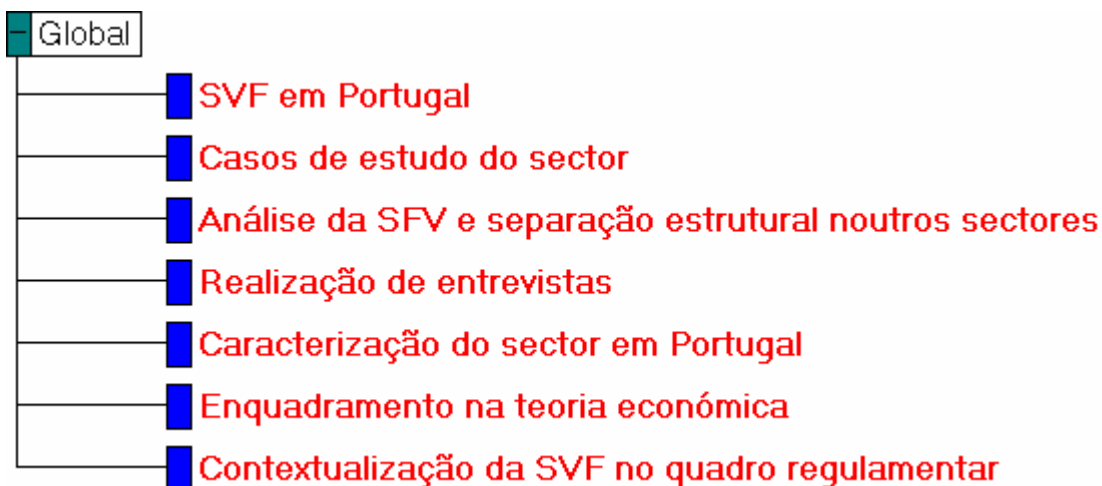 Global
SVF em Portugal
Casos de estudo do sector
Análise da SFV e separação estrutural noutros sectores
Realização de entrevistas
Caracterização do sector em Portugal
Enquadramento na teoria económica
Contextualização da SVF no quadro regulamentar